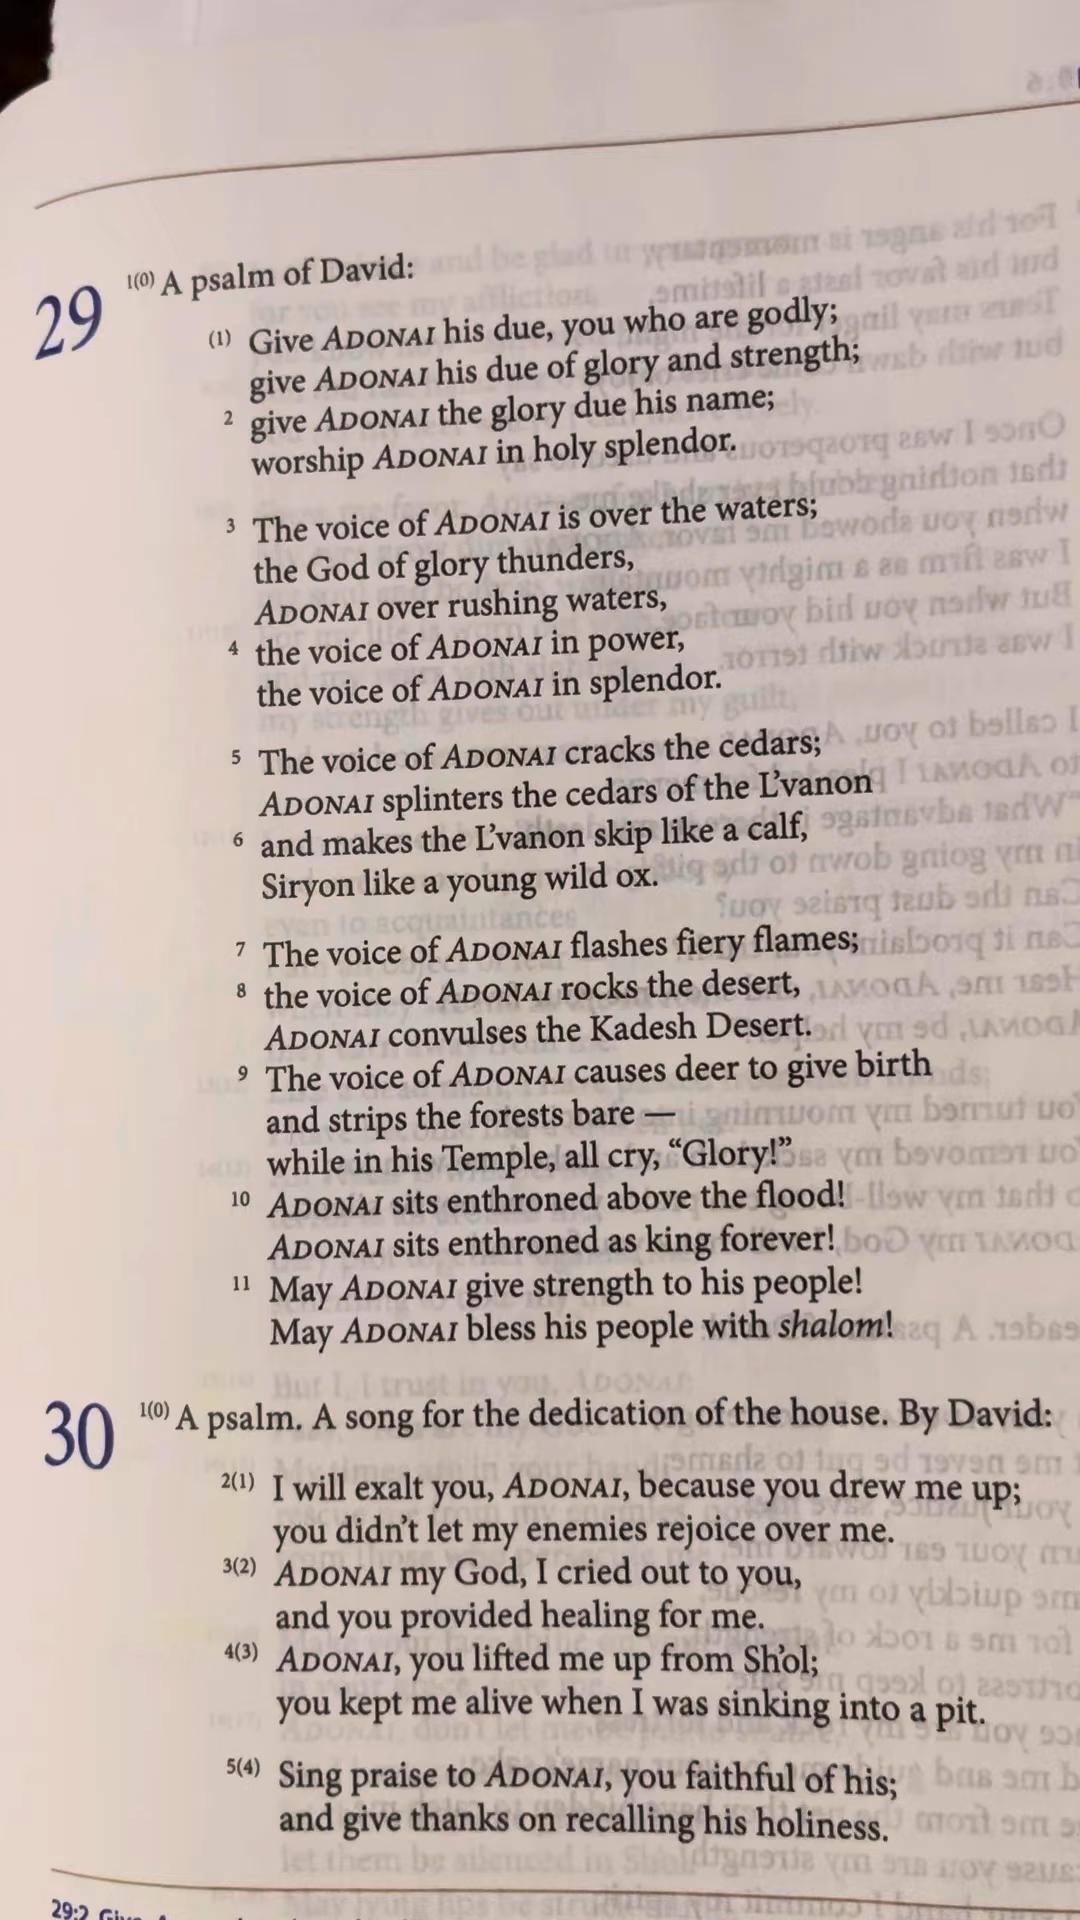 29
1(0) A psalm of David:
(1) Give ADONAI his due, you who are godly;
give ADONAI his due of glory and strength;
2 give ADONAI the glory due his name;
worship ADONAI in holy splendor.
3 The voice of ADONAI is over the waters;
the God of glory thunders,
ADONAI over rushing waters,
4 the voice of ADONAI in power,
the voice of ADONAI in splendor.
5 The voice of ADONAI cracks the cedars;
ADONAI splinters the cedars of the L’vanon
6 and makes the L’vanon skip like a calf,
Siryon like a young wild ox.
7 The voice of ADONAI flashes fiery flames;
8 the voice of ADONAI rocks the desert,
ADONAI convulses the Kadesh Desert.
9 The voice of ADONAI causes deer to give birth
and strips the forests bare —
while in his Temple, all cry, “Glory!”
10 ADONAI sits enthroned above the flood!
ADONAI sits enthroned as king forever!
11 May ADONAI give strength to his people!
May ADONAI bless his people with shalom!
30
1(0) A psalm. A song for the dedication of the house. By David:
2(1) I will exalt you, ADONAI, because you drew me up;
you didn’t let my enemies rejoice over me.
3(2) ADONAI my God, I cried out to you,
and you provided healing for me.
4(3) ADONAI, you lifted me up from Sh’ol;
you kept me alive when I was sinking into a pit.
5(4) Sing praise to ADONAI, you faithful of his;
and give thanks on recalling his holiness.
29:2 Give